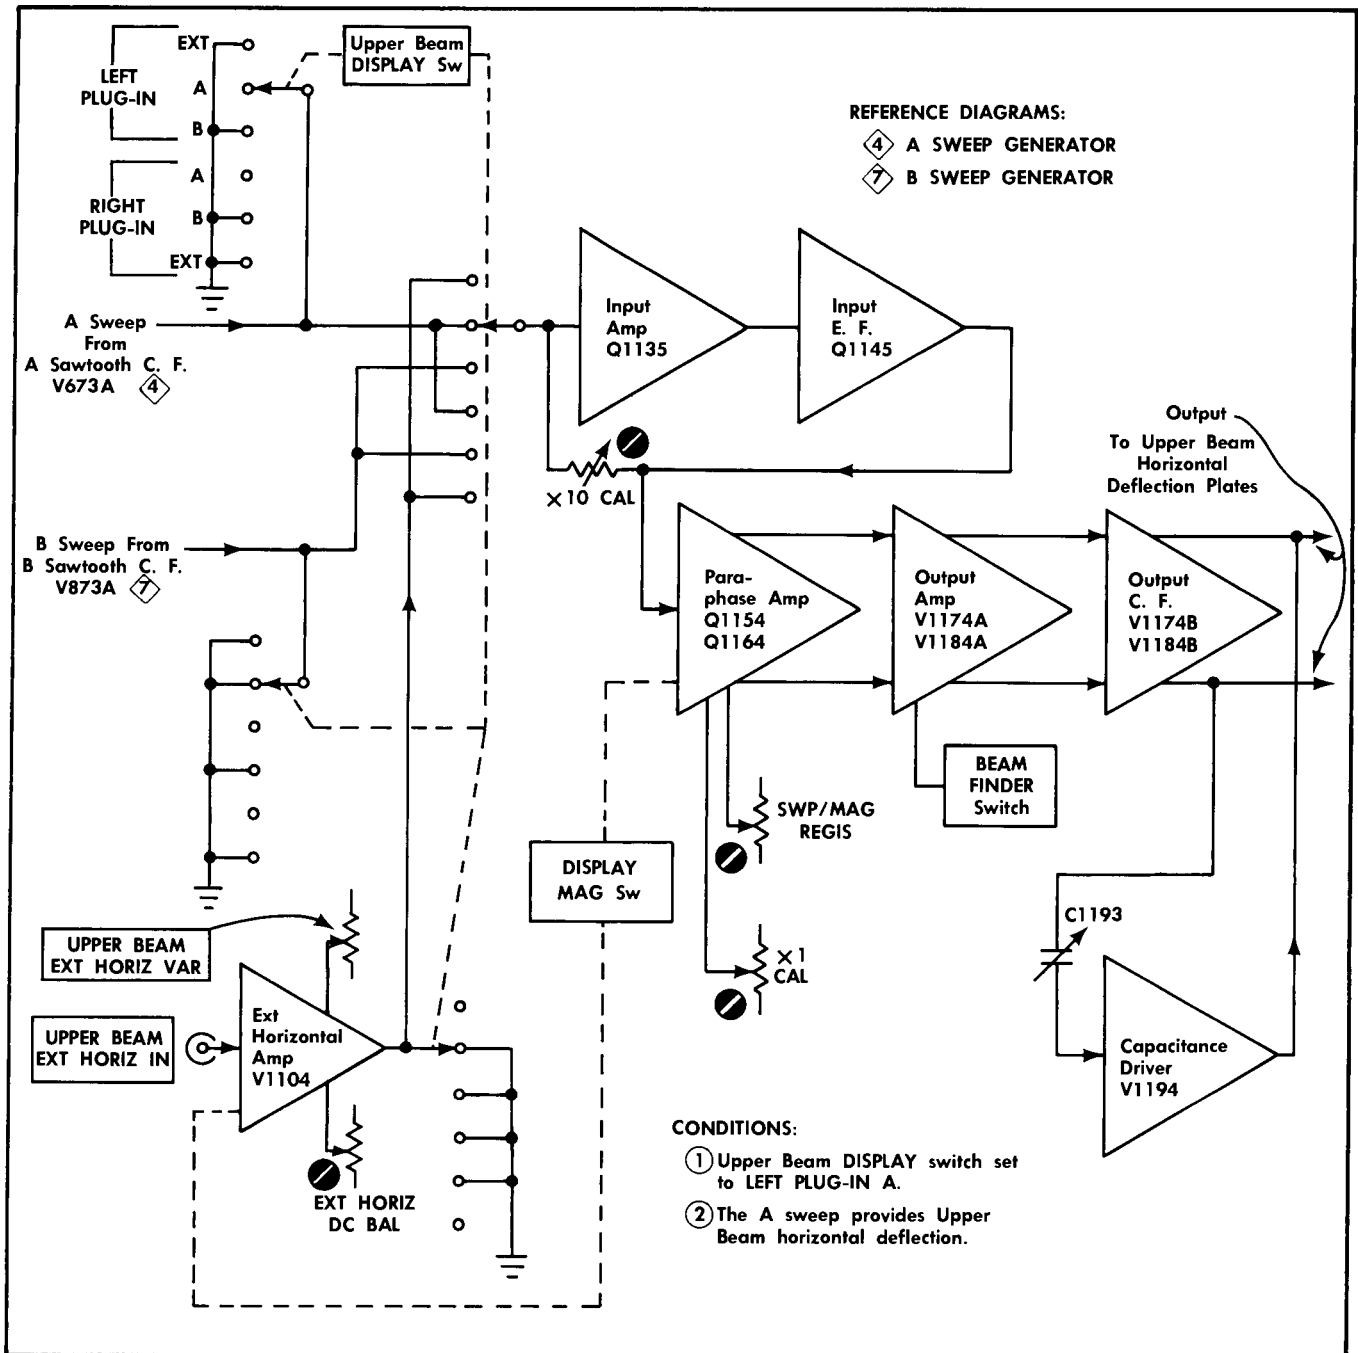 EXT
LEFT
PLUG-IN
A
B
A
RIGHT
PLUG-IN
B
EXT
Upper Beam
DISPLAY Sw
REFERENCE DIAGRAMS:
4 A SWEEP GENERATOR
7 B SWEEP GENERATOR
A Sweep
From
A Sawtooth C. F.
V673A 4
Input
Amp
Q1135
Input
E. F.
Q1145
×10 CAL
Output
To Upper Beam
Horizontal
Deflection Plates
B Sweep From
B Sawtooth C. F.
V873A 7
Para-
phase Amp
Q1154
Q1164
Output
Amp
V1174A
V1184A
Output
C. F.
V1174B
V1184B
BEAM
FINDER
Switch
SWP/MAG
REGIS
DISPLAY
MAG Sw
×1
CAL
C1193
UPPER BEAM
EXT HORIZ VAR
UPPER BEAM
EXT HORIZ IN
Ext
Horizontal
Amp
V1104
EXT HORIZ
DC BAL
Capacitance
Driver
V1194
CONDITIONS:
1 Upper Beam DISPLAY switch set
to LEFT PLUG-IN A.
2 The A sweep provides Upper
Beam horizontal deflection.